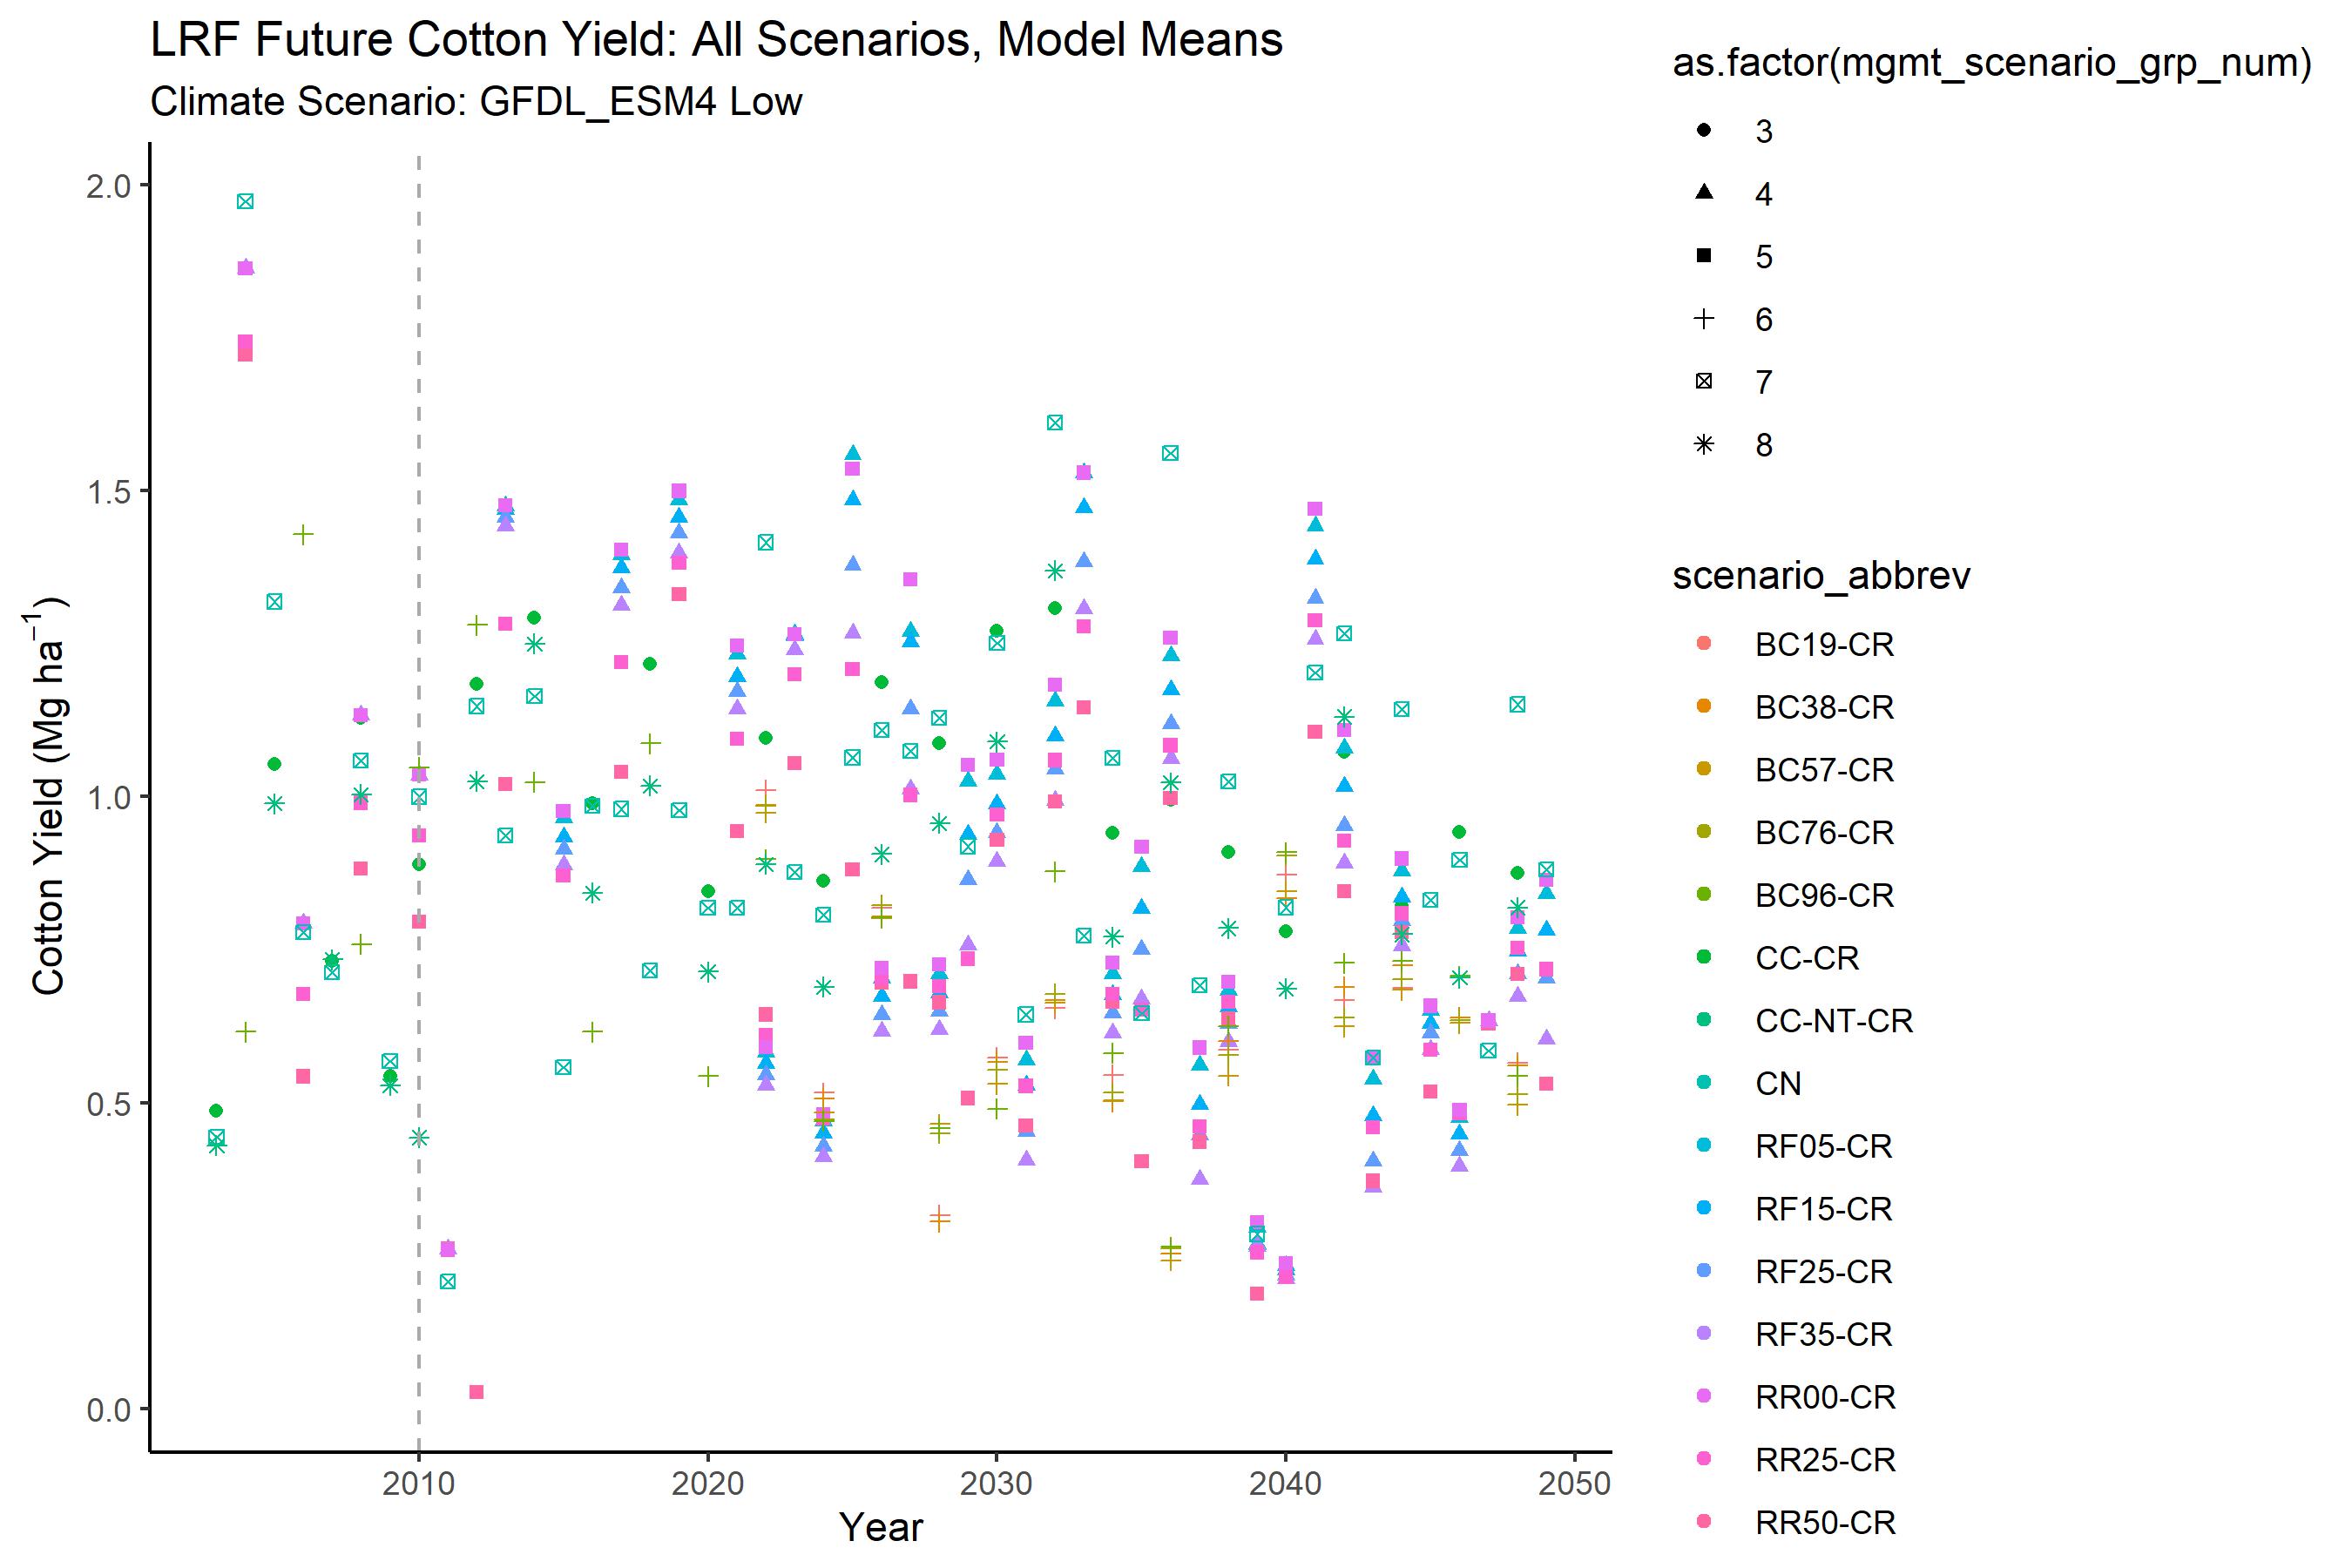 LRF Future Cotton Yield: All Scenarios, Model Means
Climate Scenario: GFDL_ESM4 Low
Cotton Yield (Mg ha⁻¹)
2.0
1.5
1.0
0.5
0.0
2010
2020
2030
2040
2050
Year
as.factor(mgmt_scenario_grp_num)
3
4
5
6
7
8
scenario_abbrev
BC19-CR
BC38-CR
BC57-CR
BC76-CR
BC96-CR
CC-CR
CC-NT-CR
CN
RF05-CR
RF15-CR
RF25-CR
RF35-CR
RR00-CR
RR25-CR
RR50-CR